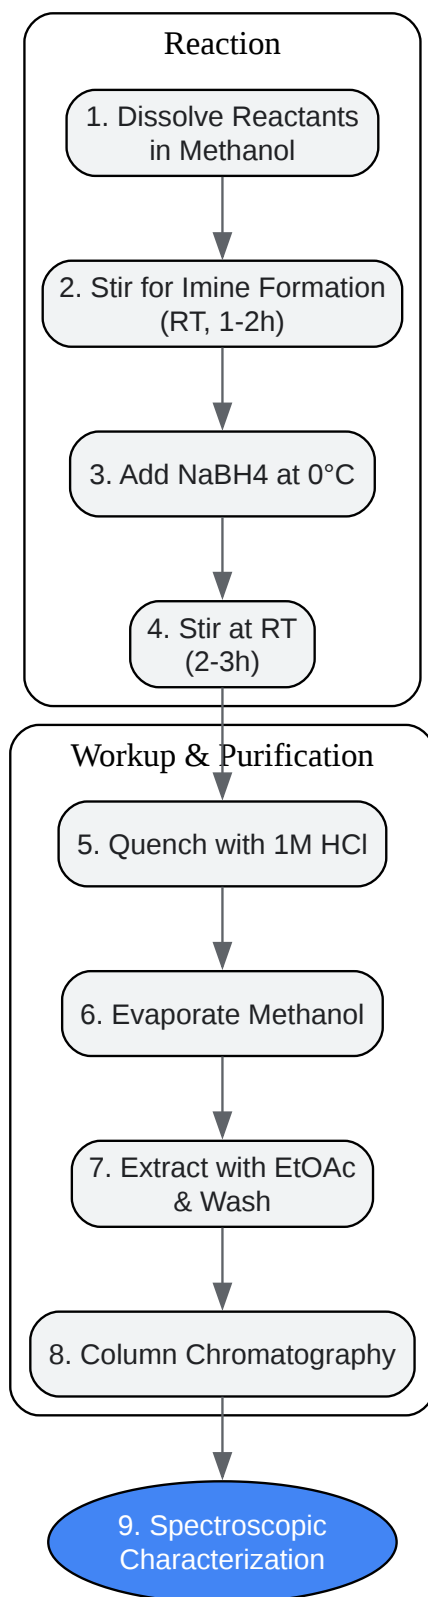 Reaction
1. Dissolve Reactants
in Methanol
2. Stir for Imine Formation
(RT, 1-2h)
3. Add NaBH4 at 0°C
4. Stir at RT
(2-3h)
Workup & Purification
5. Quench with 1M HCl
6. Evaporate Methanol
7. Extract with EtOAc
& Wash
8. Column Chromatography
9. Spectroscopic
Characterization